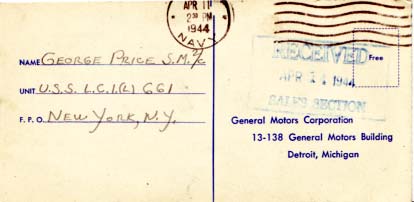 APR 11
2 30 PM
1944
NAVY
NAME GEORGE PRICE S.M. 2/c
UNIT U.S.S. L.C.I.(L) 661
F. P. O. NEW YORK, N.Y.
RECEIVED
APR 14 1944
SALES SECTION
Free
General Motors Corporation
13-138 General Motors Building
Detroit, Michigan